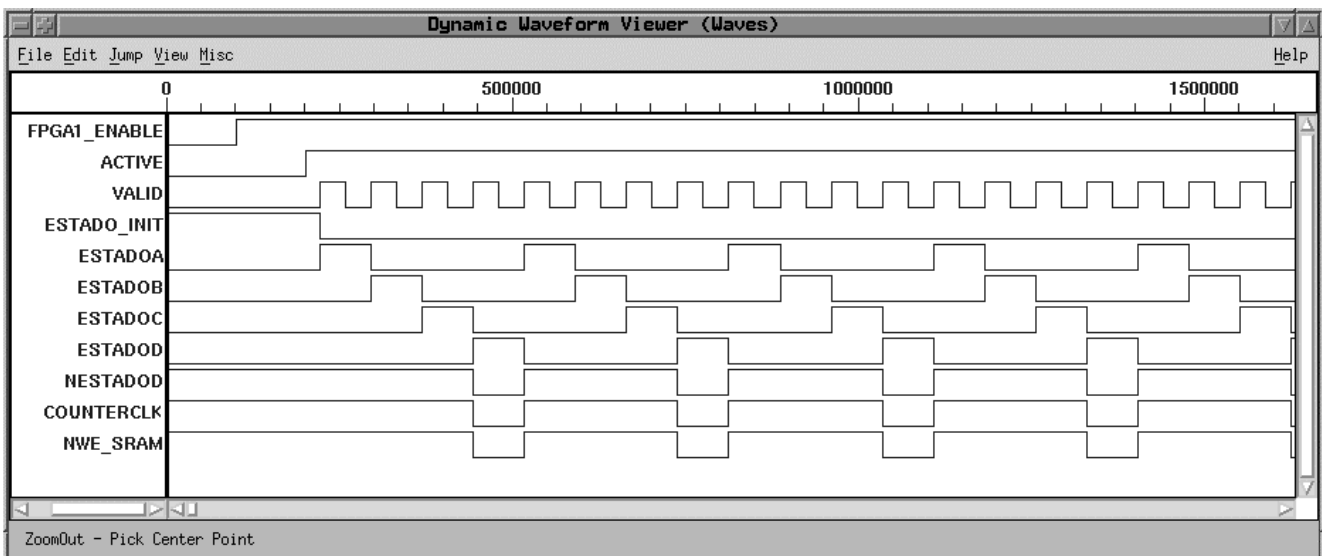 Dynamic Waveform Viewer (Waves)
File Edit Jump View Misc Help
0 500000 1000000 1500000
FPGA1_ENABLE
ACTIVE
VALID
ESTADO_INIT
ESTADOA
ESTADOB
ESTADOC
ESTADOD
NESTADOD
COUNTERCLK
NWE_SRAM
ZoomOut - Pick Center Point